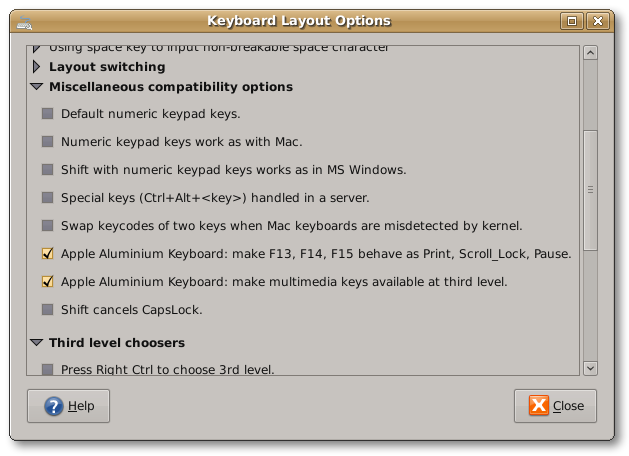 Keyboard Layout Options
Using space key to input non-breakable space character
Layout switching
Miscellaneous compatibility options
Default numeric keypad keys.
Numeric keypad keys work as with Mac.
Shift with numeric keypad keys works as in MS Windows.
Special keys (Ctrl+Alt+<key>) handled in a server.
Swap keycodes of two keys when Mac keyboards are misdetected by kernel.
Apple Aluminium Keyboard: make F13, F14, F15 behave as Print, Scroll_Lock, Pause.
Apple Aluminium Keyboard: make multimedia keys available at third level.
Shift cancels CapsLock.
Third level choosers
Press Right Ctrl to choose 3rd level.
Help
Close